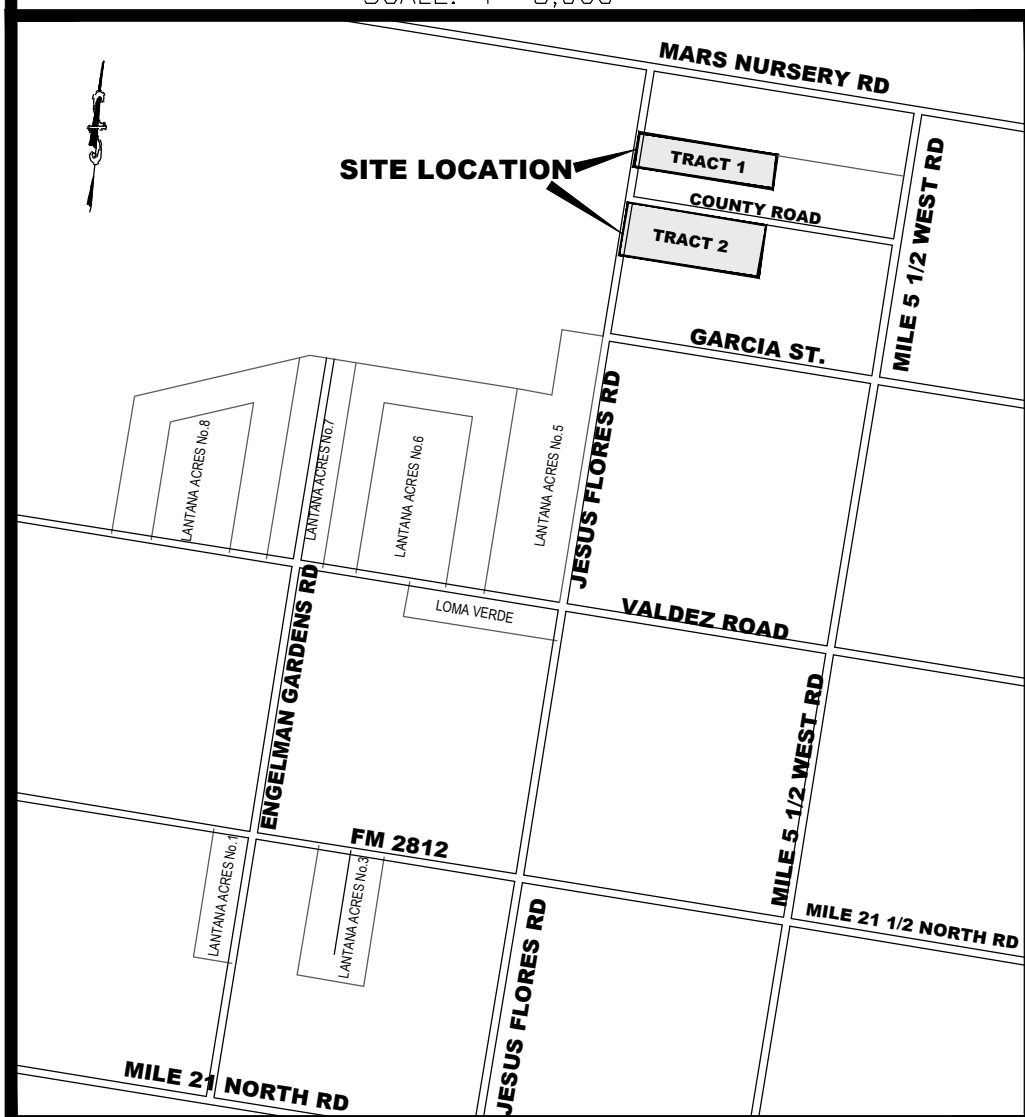 MARS NURSERY RD
TRACT 1
SITE LOCATION
COUNTY ROAD
TRACT 2
MILE 5 1/2 WEST RD
GARCIA ST.
JESUS FLORES RD
LANTANA ACRES No.8
LANTANA ACRES No.7
LANTANA ACRES No.6
LANTANA ACRES No.5
LOMA VERDE
VALDEZ ROAD
ENGELMAN GARDENS RD
MILE 5 1/2 WEST RD
FM 2812
LANTANA ACRES No.1
LANTANA ACRES No.3
MILE 21 1/2 NORTH RD
JESUS FLORES RD
MILE 21 NORTH RD